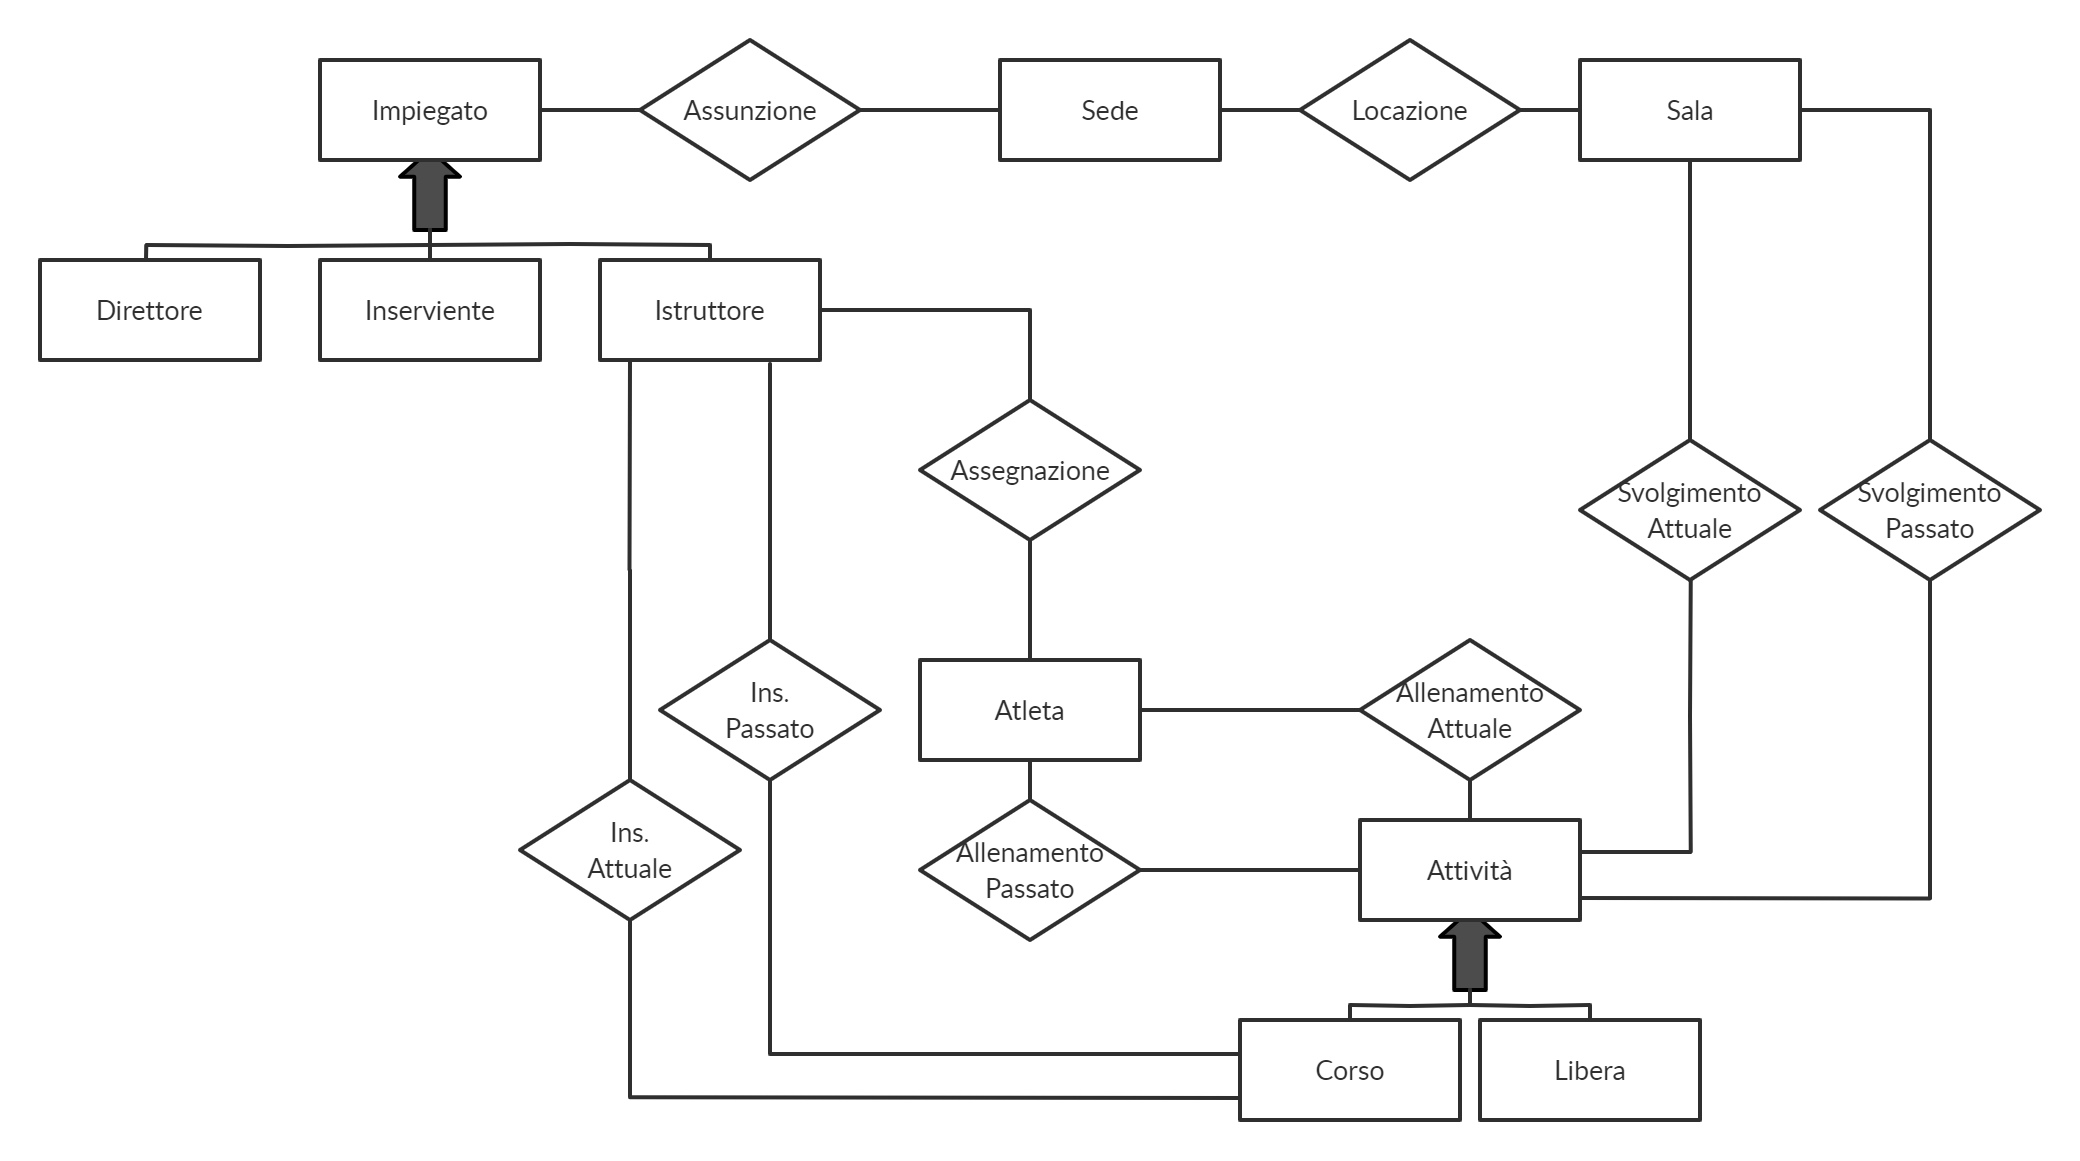 Impiegato
Assunzione
Sede
Locazione
Sala
Direttore
Inserviente
Istruttore
Assegnazione
Svolgimento
Attuale
Svolgimento
Passato
Ins.
Passato
Atleta
Allenamento
Attuale
Ins.
Attuale
Allenamento
Passato
Attività
Corso
Libera